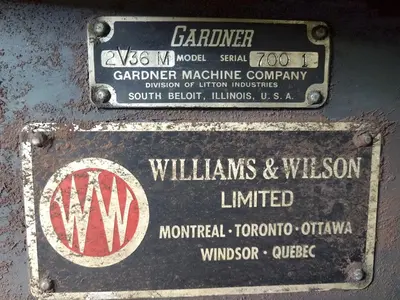 GARDNER
2V36 M MODEL SERIAL 700 1
GARDNER MACHINE COMPANY
DIVISION OF LITTON INDUSTRIES
SOUTH BELOIT, ILLINOIS, U.S.A.
WW
WILLIAMS & WILSON
LIMITED
MONTREAL · TORONTO · OTTAWA
WINDSOR · QUEBEC